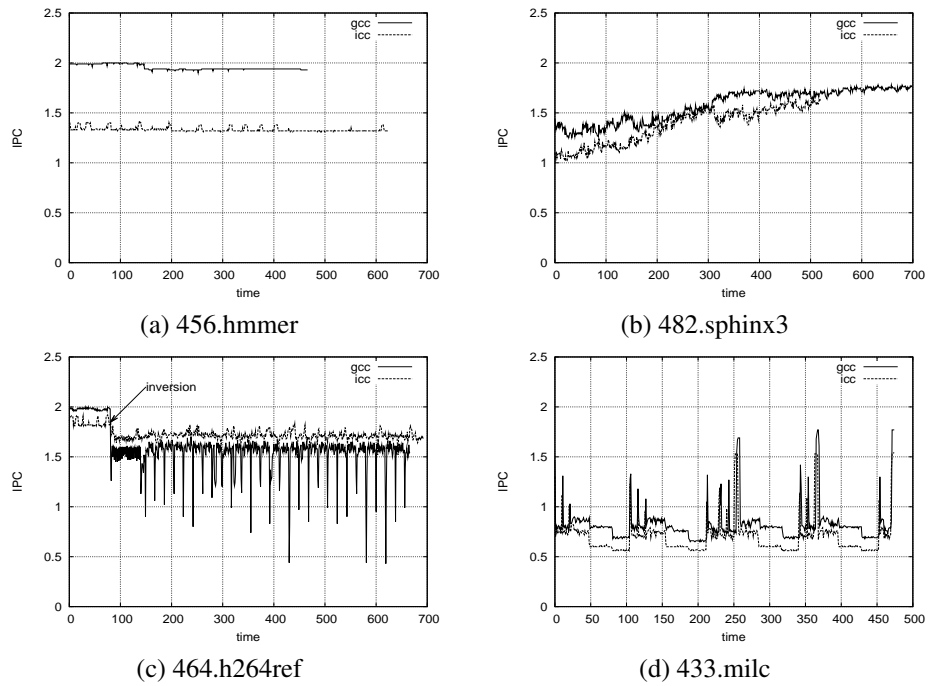 2.5
gcc
icc
2
1.5
IPC
1
0.5
0
0 100 200 300 400 500 600 700
time
(a) 456.hmmer
2.5
gcc
icc
2
1.5
IPC
1
0.5
0
0 100 200 300 400 500 600 700
time
(b) 482.sphinx3
2.5
gcc
icc
inversion
2
1.5
IPC
1
0.5
0
0 100 200 300 400 500 600 700
time
(c) 464.h264ref
2.5
gcc
icc
2
1.5
IPC
1
0.5
0
0 50 100 150 200 250 300 350 400 450 500
time
(d) 433.milc